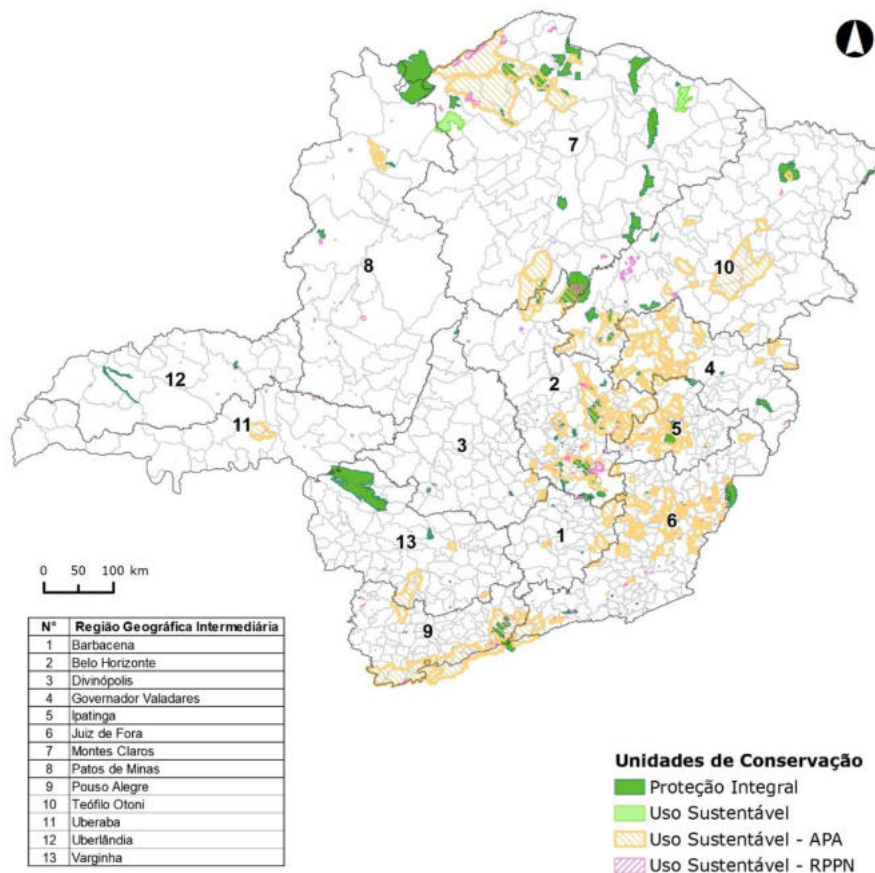 7
8
10
12
4
2
11
5
3
6
1
13
9
0 50 100 km
N° Região Geográfica Intermediária
1 Barbacena
2 Belo Horizonte
3 Divinópolis
4 Governador Valadares
5 Ipatinga
6 Juiz de Fora
7 Montes Claros
8 Patos de Minas
9 Pouso Alegre
10 Teófilo Otoni
11 Uberaba
12 Uberlândia
13 Varginha
Unidades de Conservação
Proteção Integral
Uso Sustentável
Uso Sustentável - APA
Uso Sustentável - RPPN